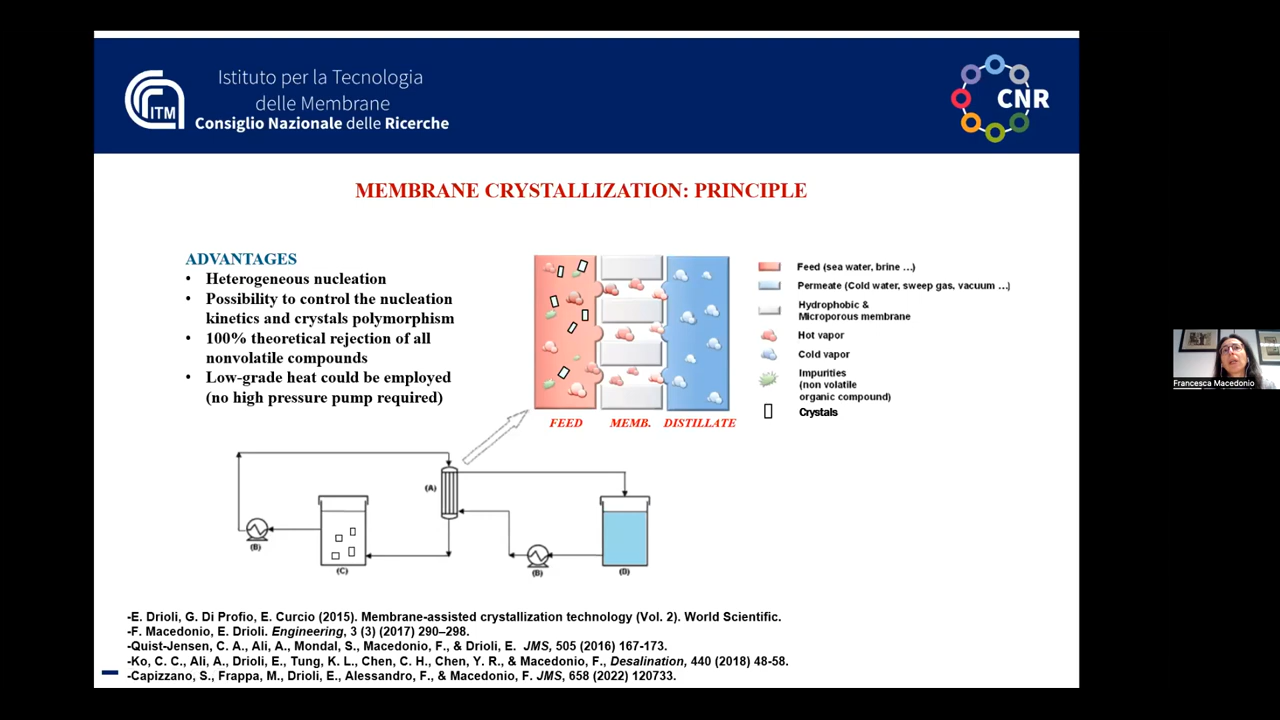 Istituto per la Tecnologia
delle Membrane
Consiglio Nazionale delle Ricerche
ITM
CNR
MEMBRANE CRYSTALLIZATION: PRINCIPLE
ADVANTAGES
• Heterogeneous nucleation
• Possibility to control the nucleation
kinetics and crystals polymorphism
• 100% theoretical rejection of all
nonvolatile compounds
• Low-grade heat could be employed
(no high pressure pump required)
FEED
MEMB.
DISTILLATE
Feed (sea water, brine ...)
Permeate (Cold water, sweep gas, vacuum ...)
Hydrophobic &
Microporous membrane
Hot vapor
Cold vapor
Impurities
(non volatile
organic compound)
Crystals
(A)
(B)
(C)
(B)
(D)
-E. Drioli, G. Di Profio, E. Curcio (2015). Membrane-assisted crystallization technology (Vol. 2). World Scientific.
-F. Macedonio, E. Drioli. Engineering, 3 (3) (2017) 290–298.
-Quist-Jensen, C. A., Ali, A., Mondal, S., Macedonio, F., & Drioli, E. JMS, 505 (2016) 167-173.
-Ko, C. C., Ali, A., Drioli, E., Tung, K. L., Chen, C. H., Chen, Y. R., & Macedonio, F., Desalination, 440 (2018) 48-58.
-Capizzano, S., Frappa, M., Drioli, E., Alessandro, F., & Macedonio, F. JMS, 658 (2022) 120733.
Francesca Macedonio